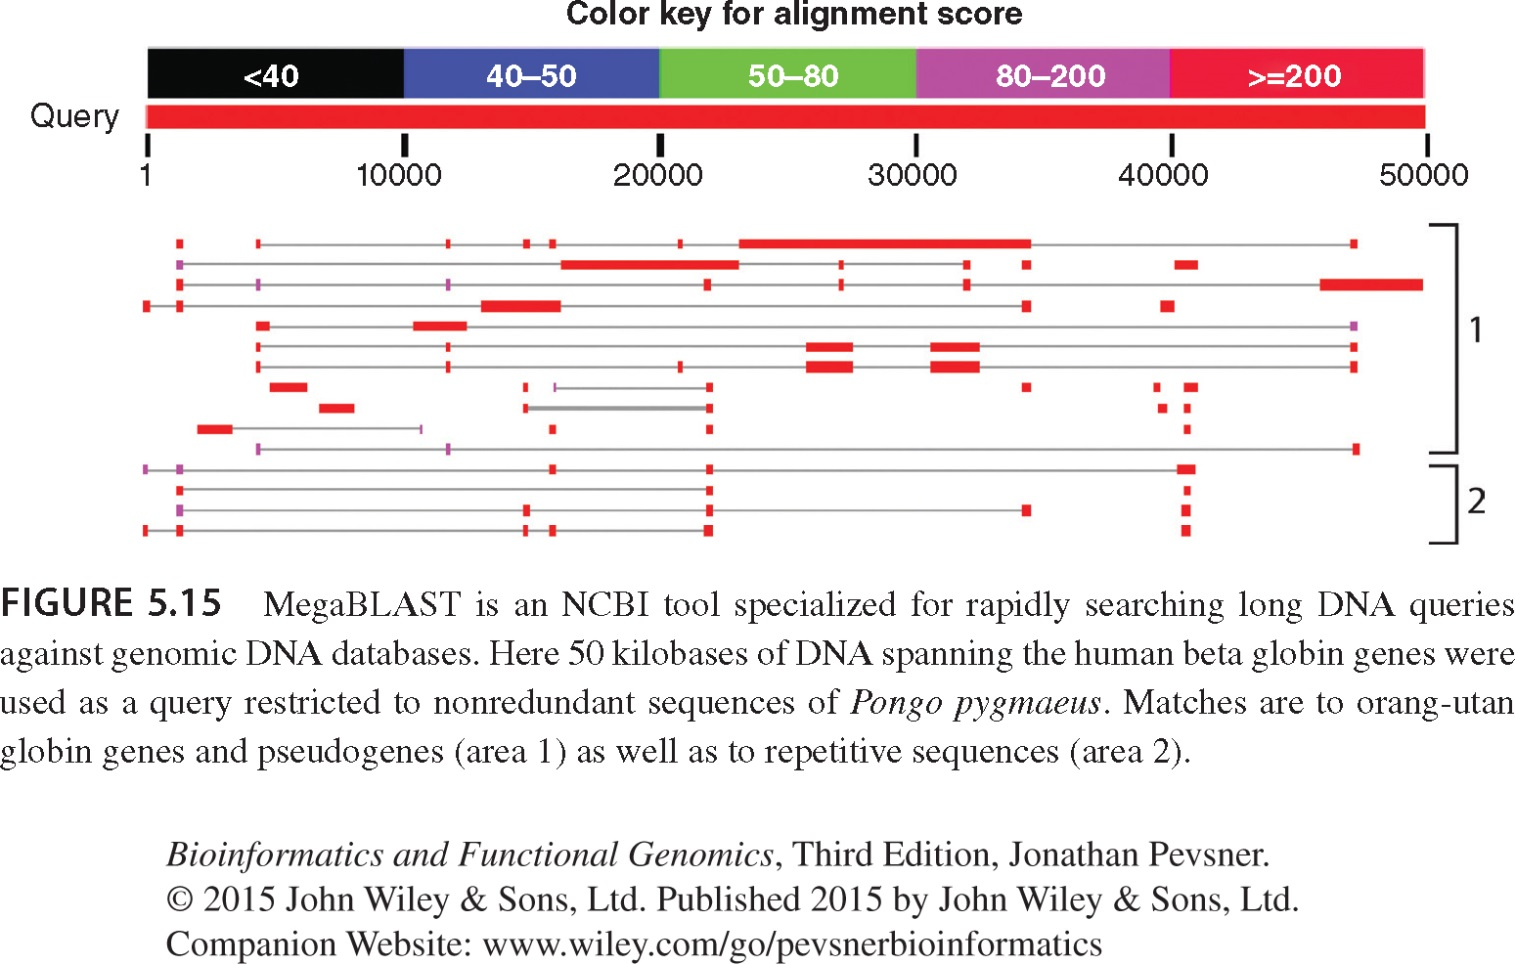 Color key for alignment score
<40 40–50 50–80 80–200 >=200
Query
1 10000 20000 30000 40000 50000
1
2
FIGURE 5.15 MegaBLAST is an NCBI tool specialized for rapidly searching long DNA queries
against genomic DNA databases. Here 50 kilobases of DNA spanning the human beta globin genes were
used as a query restricted to nonredundant sequences of Pongo pygmaeus. Matches are to orang-utan
globin genes and pseudogenes (area 1) as well as to repetitive sequences (area 2).
Bioinformatics and Functional Genomics, Third Edition, Jonathan Pevsner.
© 2015 John Wiley & Sons, Ltd. Published 2015 by John Wiley & Sons, Ltd.
Companion Website: www.wiley.com/go/pevsnerbioinformatics